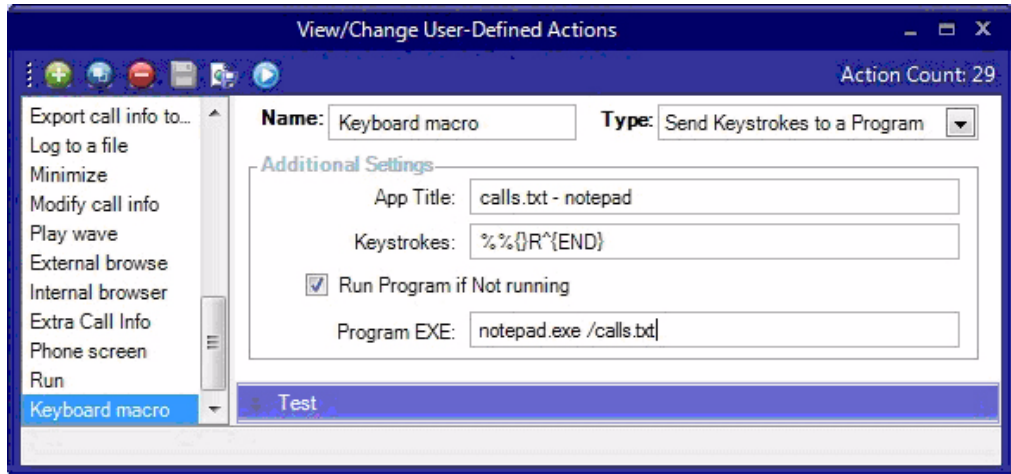 View/Change User-Defined Actions
Action Count: 29
Export call info to...
Log to a file
Minimize
Modify call info
Play wave
External browse
Internal browser
Extra Call Info
Phone screen
Run
Keyboard macro
Name: Keyboard macro Type: Send Keystrokes to a Program
Additional Settings
App Title: calls.txt - notepad
Keystrokes: %%{}R^{END}
Run Program if Not running
Program EXE: notepad.exe /calls.txt
Test